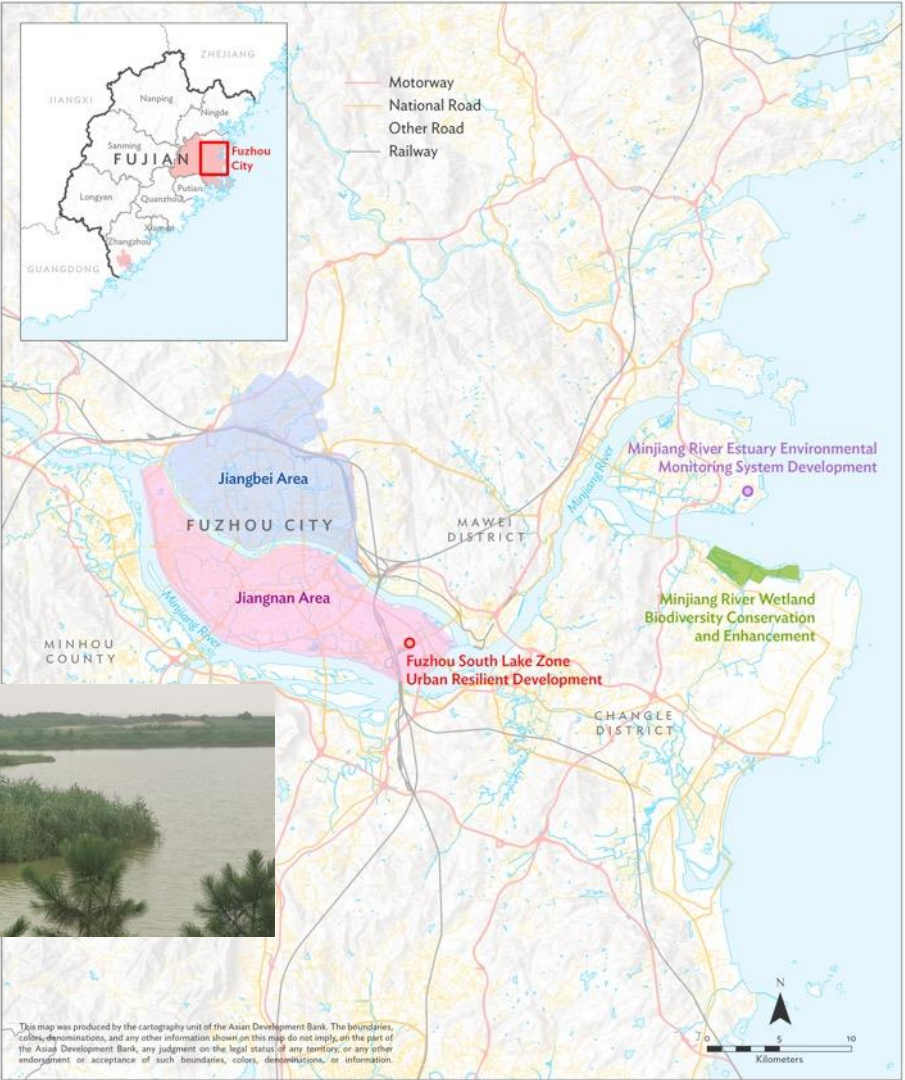 ZHEJIANG
JIANGXI
Nanping
Ningde
Sanming
FUJIAN
Fuzhou
City
Putian
Longyan
Quanzhou
Zhangzhou
GUANGDONG
Motorway
National Road
Other Road
Railway
Minjiang River Estuary Environmental
Monitoring System Development
Minjiang River
Jiangbei Area
FUZHOU CITY
MAWEI
DISTRICT
Jiangnan Area
Minjiang River
Minjiang River Wetland
Biodiversity Conservation
and Enhancement
MINHOU
COUNTY
Fuzhou South Lake Zone
Urban Resilient Development
CHANGLE
DISTRICT
N
0 5 10
Kilometers
This map was produced by the cartography unit of the Asian Development Bank. The boundaries,
colors, denominations, and any other information shown on this map do not imply, on the part of
the Asian Development Bank, any judgment on the legal status of any territory, or any other
endorsement or acceptance of such boundaries, colors, denominations, or information.